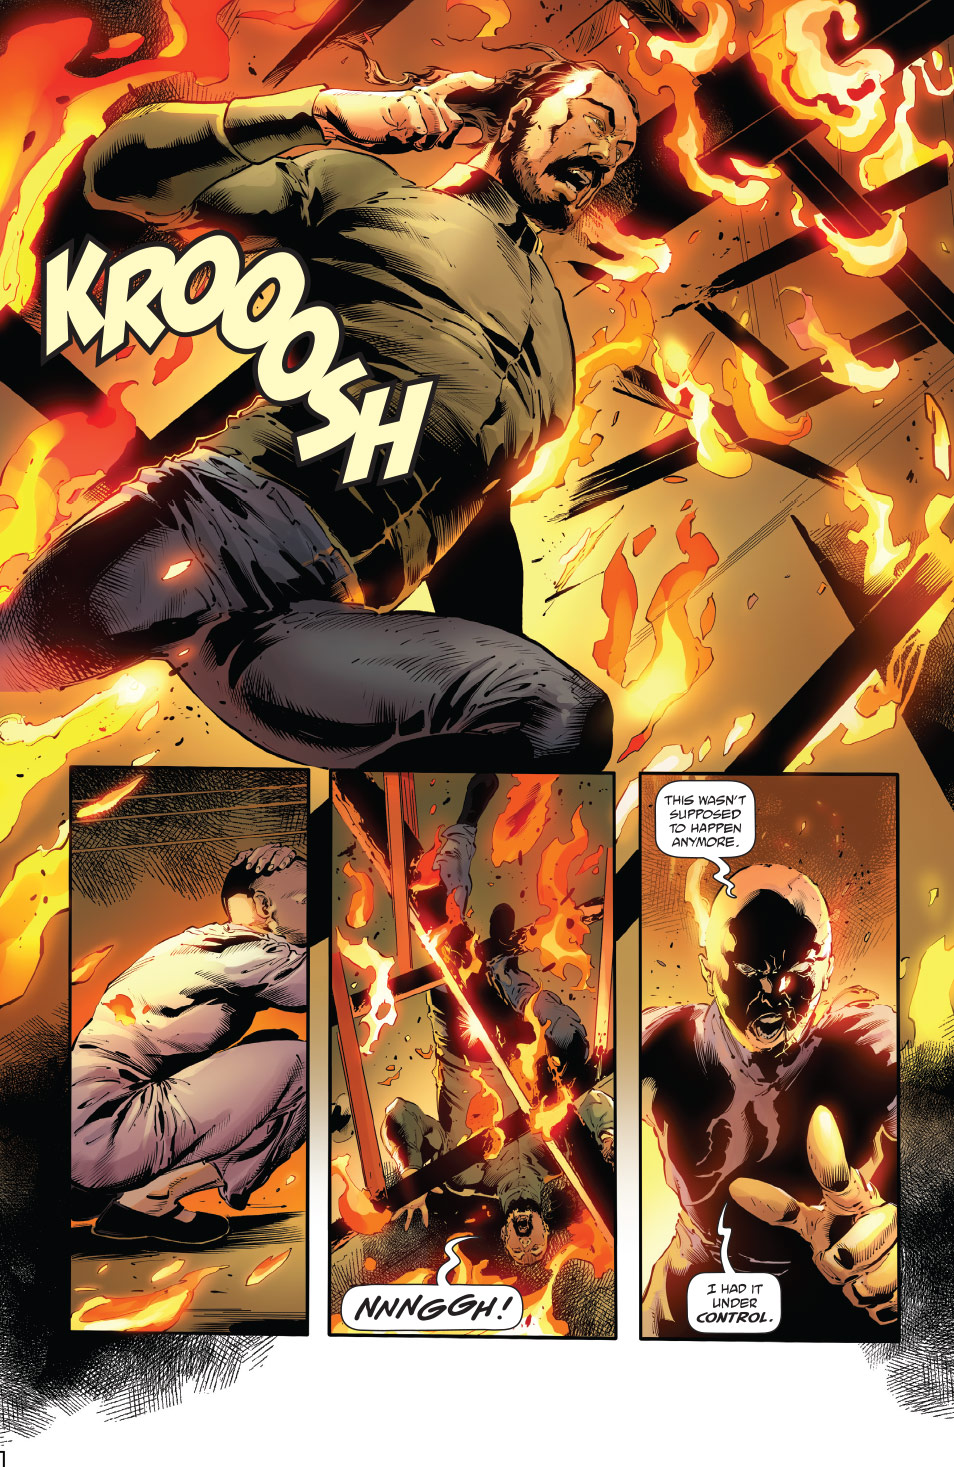 KROOOSH
THIS WASN'T
SUPPOSED
TO HAPPEN
ANYMORE.
NNNGGH!
I HAD IT
UNDER
CONTROL.